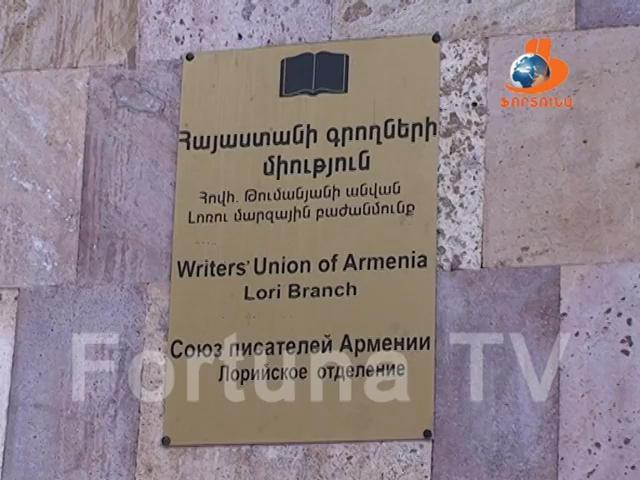 ՖՈՐՏՈՒՆԱ
Հայաստանի գրողների
միություն
Հովհ. Թումանյանի անվան
Լոռու մարզային բաժանմունք
Writers' Union of Armenia
Lori Branch
Союз писателей Армении
Лорийское отделение
Fortuna TV